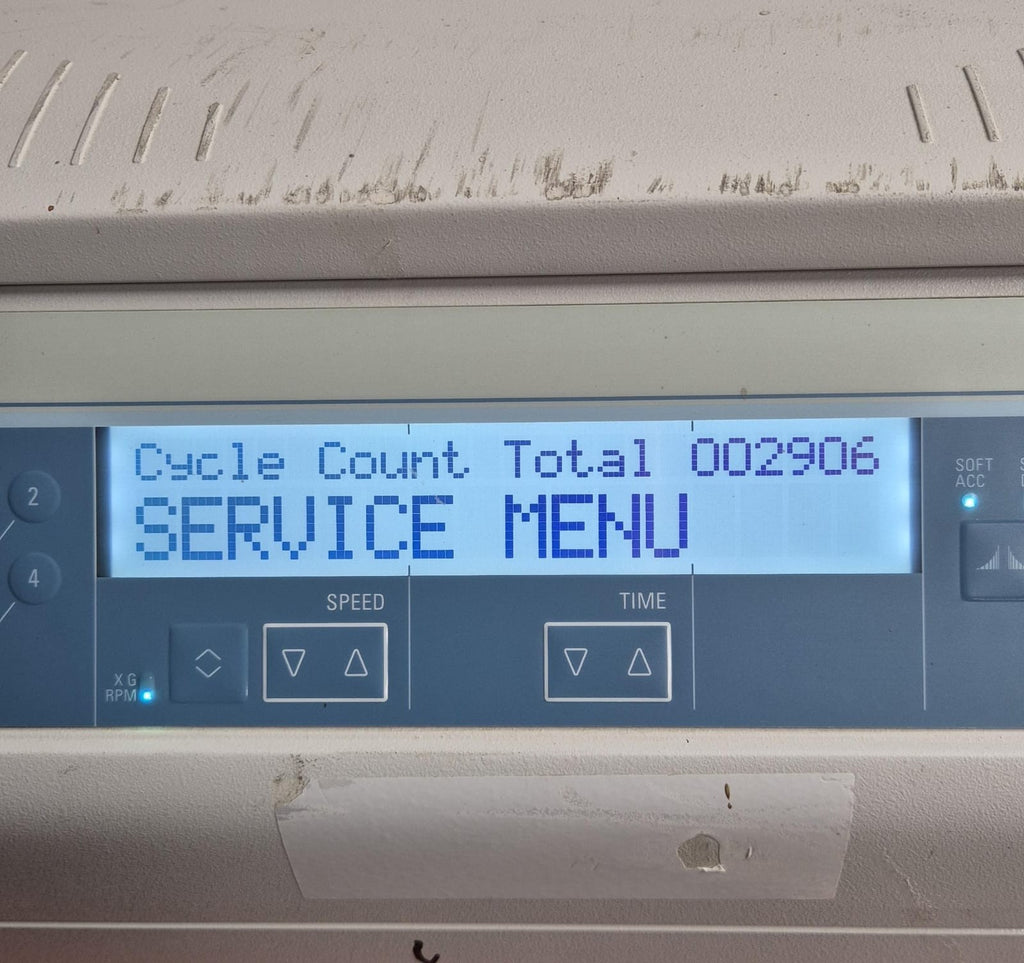 Cycle Count Total 002906
SERVICE MENU
2
4
SOFT
ACC
SPEED
TIME
X G
RPM